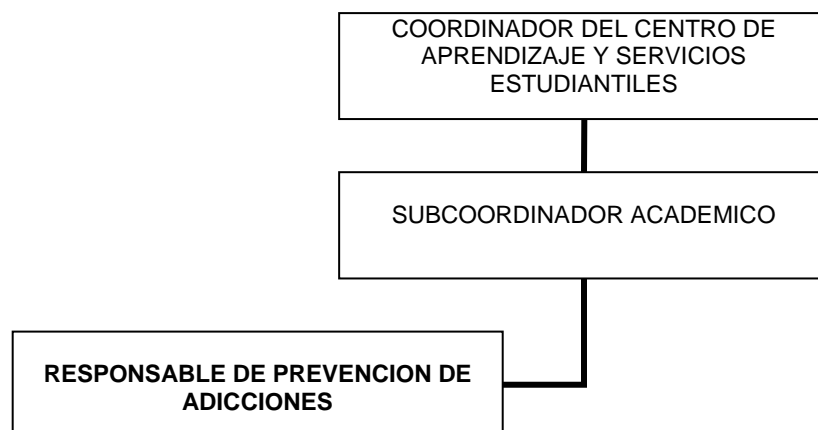 COORDINADOR DEL CENTRO DE
APRENDIZAJE Y SERVICIOS
ESTUDIANTILES
SUBCOORDINADOR ACADEMICO
RESPONSABLE DE PREVENCION DE
ADICCIONES